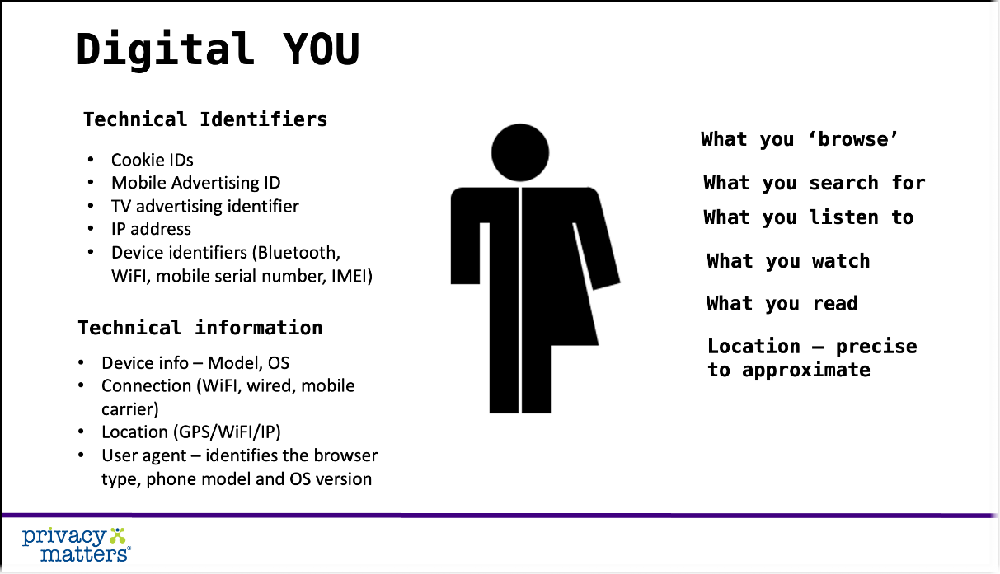 Digital YOU
Technical Identifiers
• Cookie IDs
• Mobile Advertising ID
• TV advertising identifier
• IP address
• Device identifiers (Bluetooth,
WiFI, mobile serial number, IMEI)
Technical information
• Device info – Model, OS
• Connection (WiFI, wired, mobile
carrier)
• Location (GPS/WiFI/IP)
• User agent – identifies the browser
type, phone model and OS version
What you ‘browse’
What you search for
What you listen to
What you watch
What you read
Location – precise
to approximate
privacy
matters®